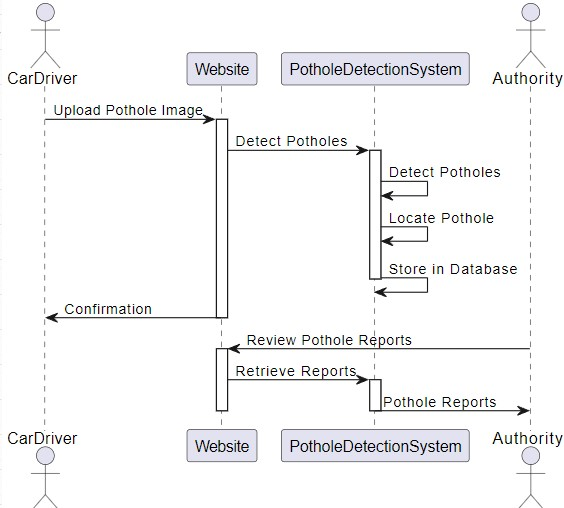 CarDriver
Website
PotholeDetectionSystem
Authority
Upload Pothole Image
Detect Potholes
Detect Potholes
Locate Pothole
Store in Database
Confirmation
Review Pothole Reports
Retrieve Reports
Pothole Reports
CarDriver
Website
PotholeDetectionSystem
Authority